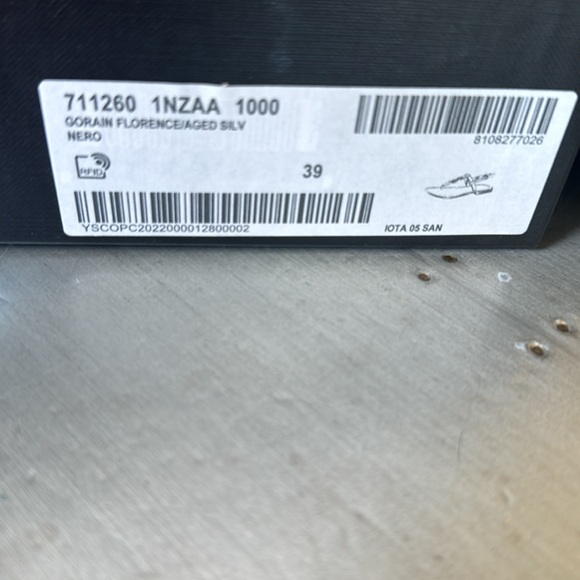 711260 1NZAA 1000
GORAIN FLORENCE/AGED SILV
NERO
8108277026
RFID
39
YSCOPC2022000012800002
IOTA 05 SAN